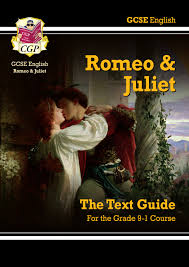 CGP
GCSE English
Romeo & Juliet
GCSE English
Romeo &
Juliet
The Text Guide
For the Grade 9-1 Course